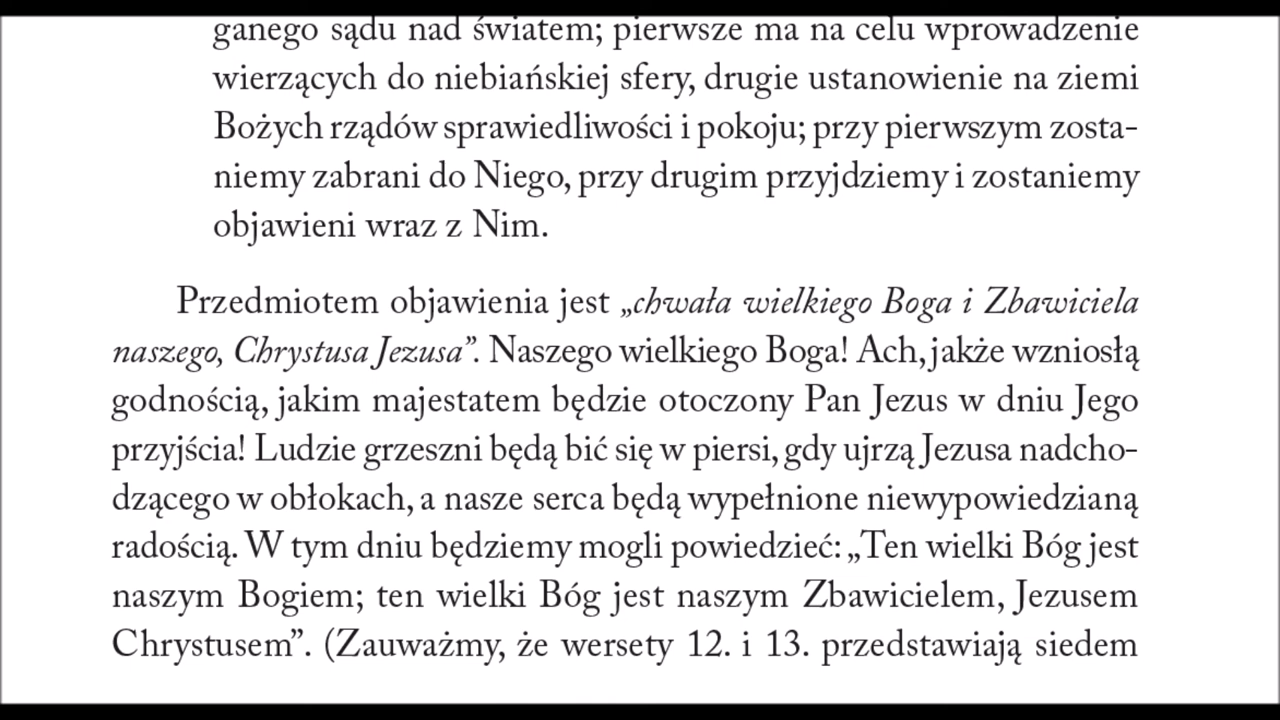 ganego sądu nad światem; pierwsze ma na celu wprowadzenie
wierzących do niebiańskiej sfery, drugie ustanowienie na ziemi
Bożych rządów sprawiedliwości i pokoju; przy pierwszym zosta-
niemy zabrani do Niego, przy drugim przyjdziemy i zostaniemy
objawieni wraz z Nim.
Przedmiotem objawienia jest „chwała wielkiego Boga i Zbawiciela
naszego, Chrystusa Jezusa”. Naszego wielkiego Boga! Ach, jakże wzniosłą
godnością, jakim majestatem będzie otoczony Pan Jezus w dniu Jego
przyjścia! Ludzie grzeszni będą bić się w piersi, gdy ujrzą Jezusa nadcho-
dzącego w obłokach, a nasze serca będą wypełnione niewypowiedzianą
radością. W tym dniu będziemy mogli powiedzieć: „Ten wielki Bóg jest
naszym Bogiem; ten wielki Bóg jest naszym Zbawicielem, Jezusem
Chrystusem”. (Zauważmy, że wersety 12. i 13. przedstawiają siedem